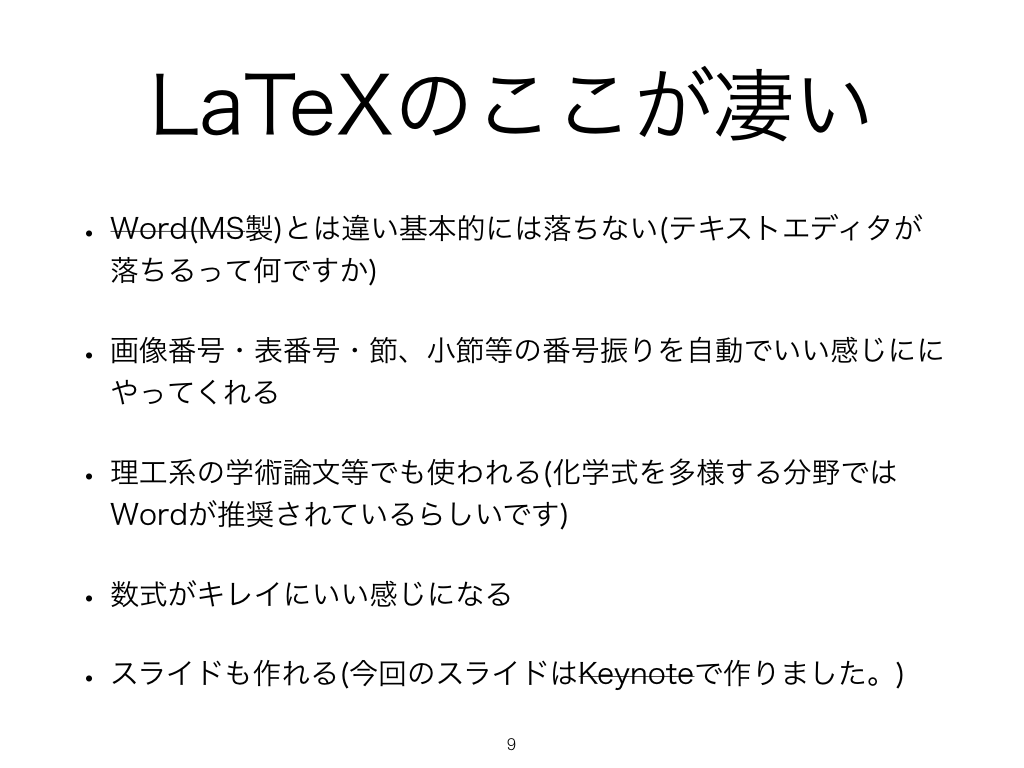 LaTeXのここが凄い
• Word(MS製)とは違い基本的には落ちない(テキストエディタが
落ちるって何ですか)
• 画像番号・表番号・節、小節等の番号振りを自動でいい感じにに
やってくれる
• 理工系の学術論文等でも使われる(化学式を多様する分野では
Wordが推奨されているらしいです)
• 数式がキレイにいい感じになる
• スライドも作れる(今回のスライドはKeynoteで作りました。)
9